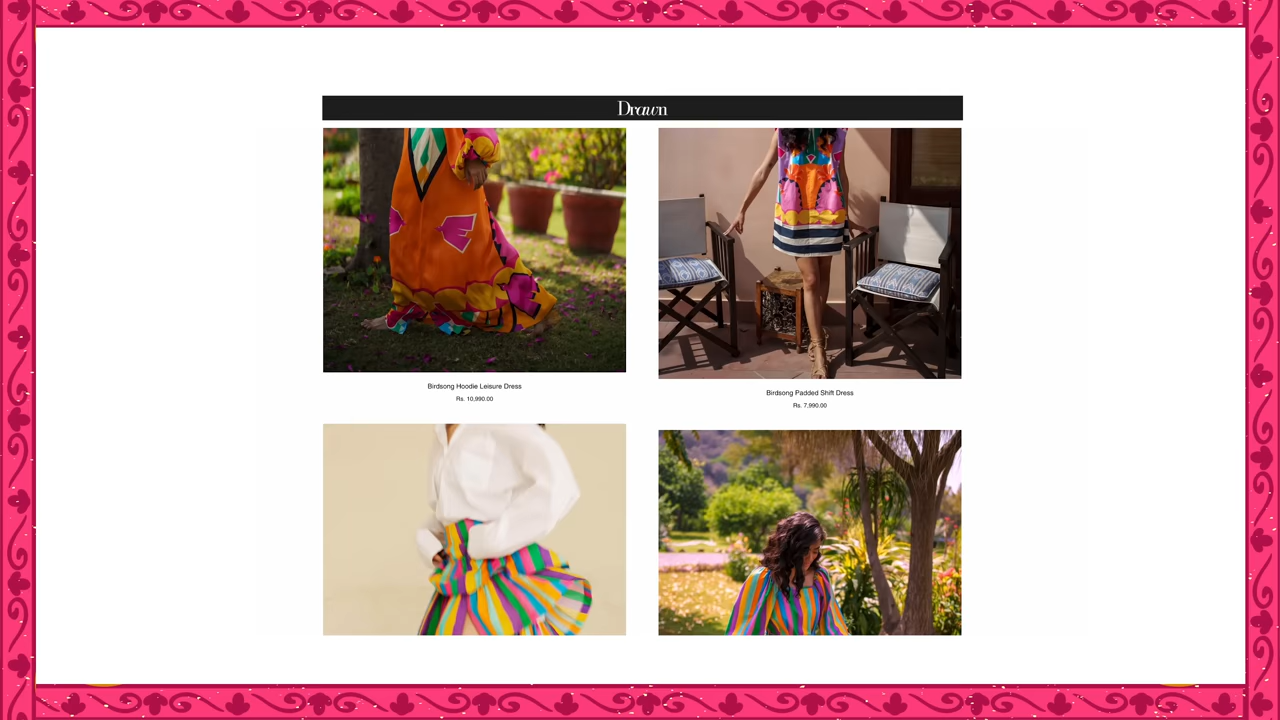 Drawn
Birdsong Hoodie Leisure Dress
Rs. 10,990.00
Birdsong Padded Shift Dress
Rs. 7,990.00